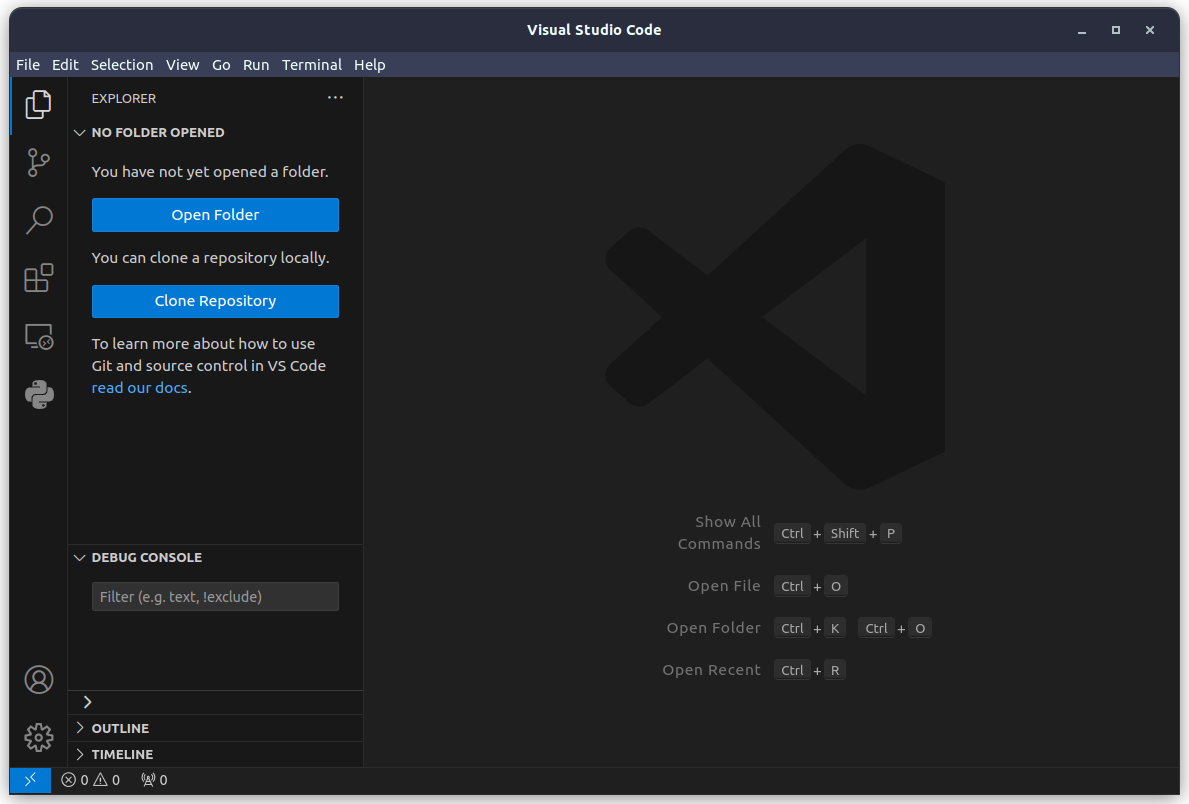 Visual Studio Code
File Edit Selection View Go Run Terminal Help
EXPLORER
NO FOLDER OPENED
You have not yet opened a folder.
Open Folder
You can clone a repository locally.
Clone Repository
To learn more about how to use
Git and source control in VS Code
read our docs.
DEBUG CONSOLE
Filter (e.g. text, !exclude)
OUTLINE
TIMELINE
Show All
Commands
Ctrl + Shift + P
Open File Ctrl + O
Open Folder Ctrl + K Ctrl + O
Open Recent Ctrl + R
0 0 0